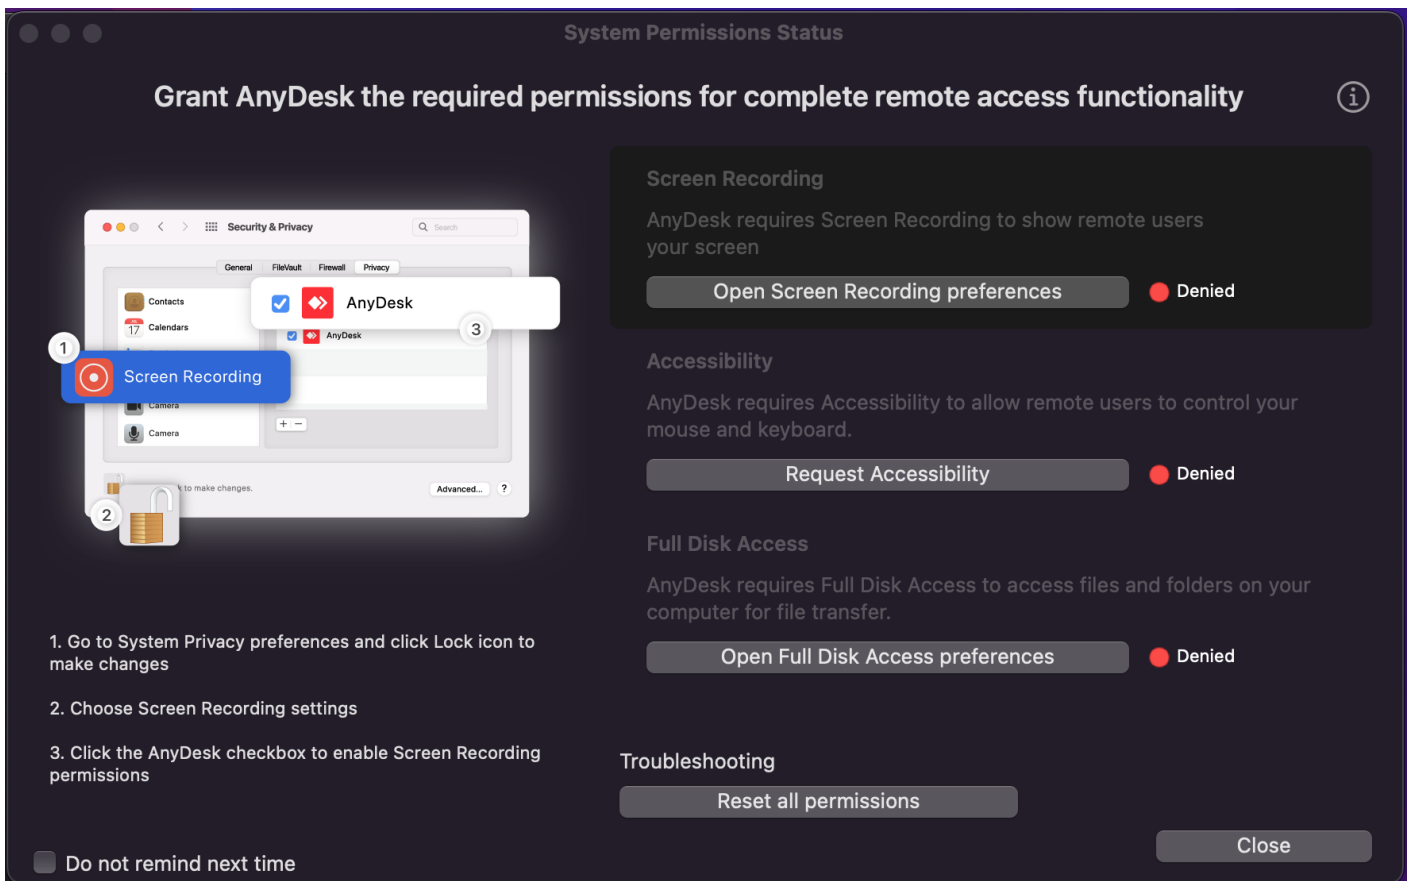 System Permissions Status
Grant AnyDesk the required permissions for complete remote access functionality
Security & Privacy
Search
General
FileVault
Firewall
Privacy
Contacts
17
Calendars
AnyDesk
3
AnyDesk
1
Screen Recording
Camera
Camera
+ −
to make changes.
Advanced...
?
2
1. Go to System Privacy preferences and click Lock icon to
make changes
2. Choose Screen Recording settings
3. Click the AnyDesk checkbox to enable Screen Recording
permissions
Do not remind next time
Screen Recording
AnyDesk requires Screen Recording to show remote users
your screen
Open Screen Recording preferences
Denied
Accessibility
AnyDesk requires Accessibility to allow remote users to control your
mouse and keyboard.
Request Accessibility
Denied
Full Disk Access
AnyDesk requires Full Disk Access to access files and folders on your
computer for file transfer.
Open Full Disk Access preferences
Denied
Troubleshooting
Reset all permissions
Close